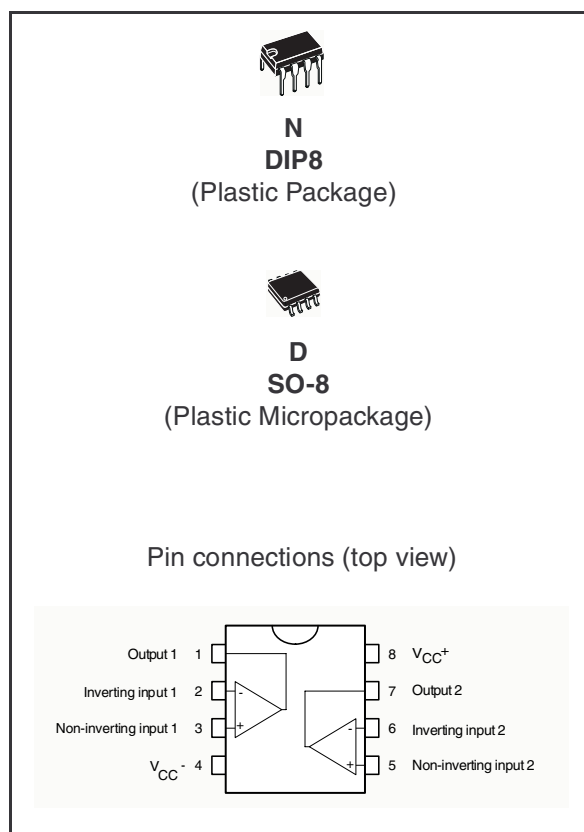 N
DIP8
(Plastic Package)
D
SO-8
(Plastic Micropackage)
Pin connections (top view)
Output 1 1
8 VCC+
Inverting input 1 2
-
7 Output 2
Non-inverting input 1 3
+
-
6 Inverting input 2
VCC- 4
+
5 Non-inverting input 2